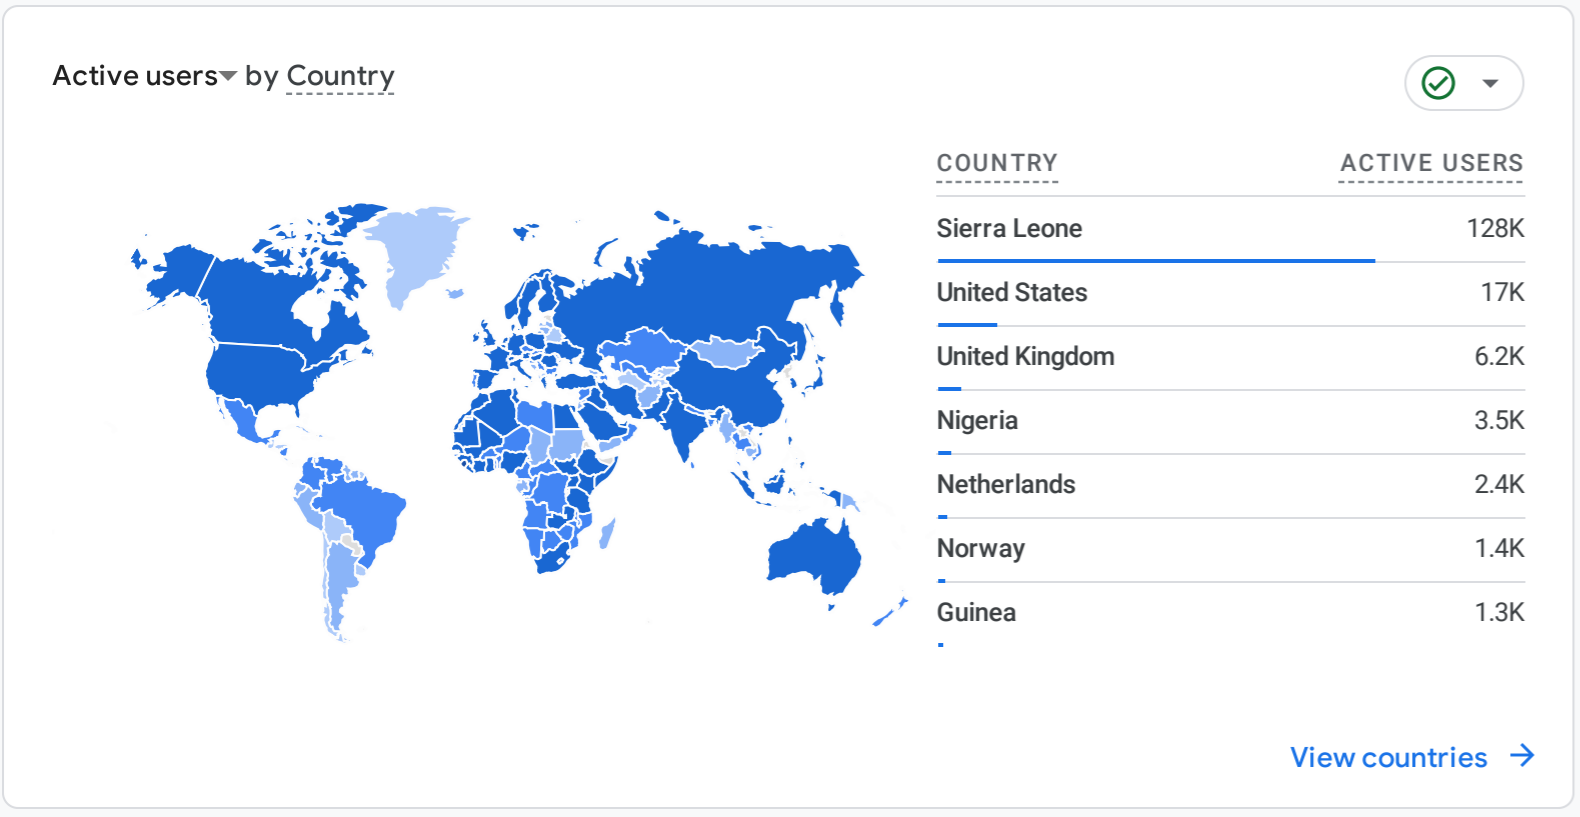 Active users by Country
COUNTRY ACTIVE USERS
Sierra Leone 128K
United States 17K
United Kingdom 6.2K
Nigeria 3.5K
Netherlands 2.4K
Norway 1.4K
Guinea 1.3K
View countries